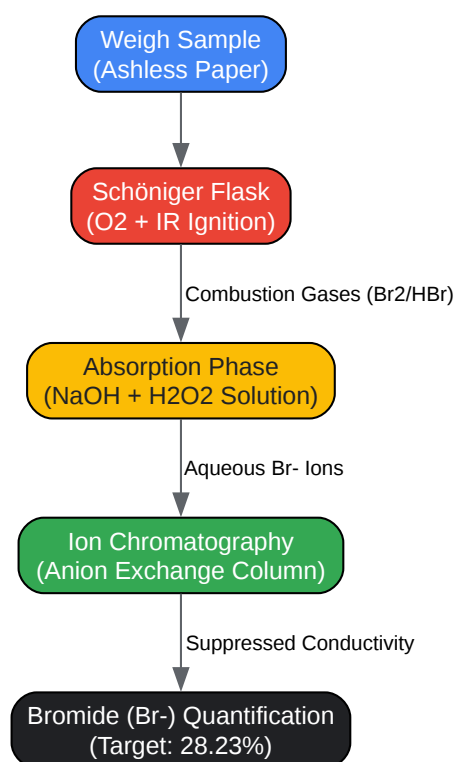 Weigh Sample
(Ashless Paper)
Schöniger Flask
(O2 + IR Ignition)
Combustion Gases (Br2/HBr)
Absorption Phase
(NaOH + H2O2 Solution)
Aqueous Br- Ions
Ion Chromatography
(Anion Exchange Column)
Suppressed Conductivity
Bromide (Br-) Quantification
(Target: 28.23%)